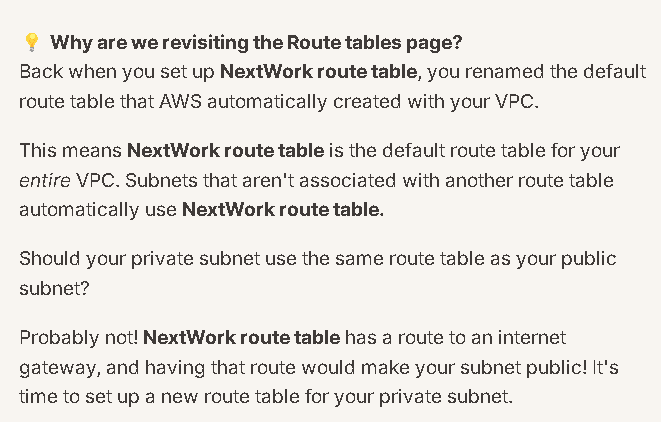 💡 Why are we revisiting the Route tables page?
Back when you set up NextWork route table, you renamed the default
route table that AWS automatically created with your VPC.
This means NextWork route table is the default route table for your
entire VPC. Subnets that aren't associated with another route table
automatically use NextWork route table.
Should your private subnet use the same route table as your public
subnet?
Probably not! NextWork route table has a route to an internet
gateway, and having that route would make your subnet public! It's
time to set up a new route table for your private subnet.